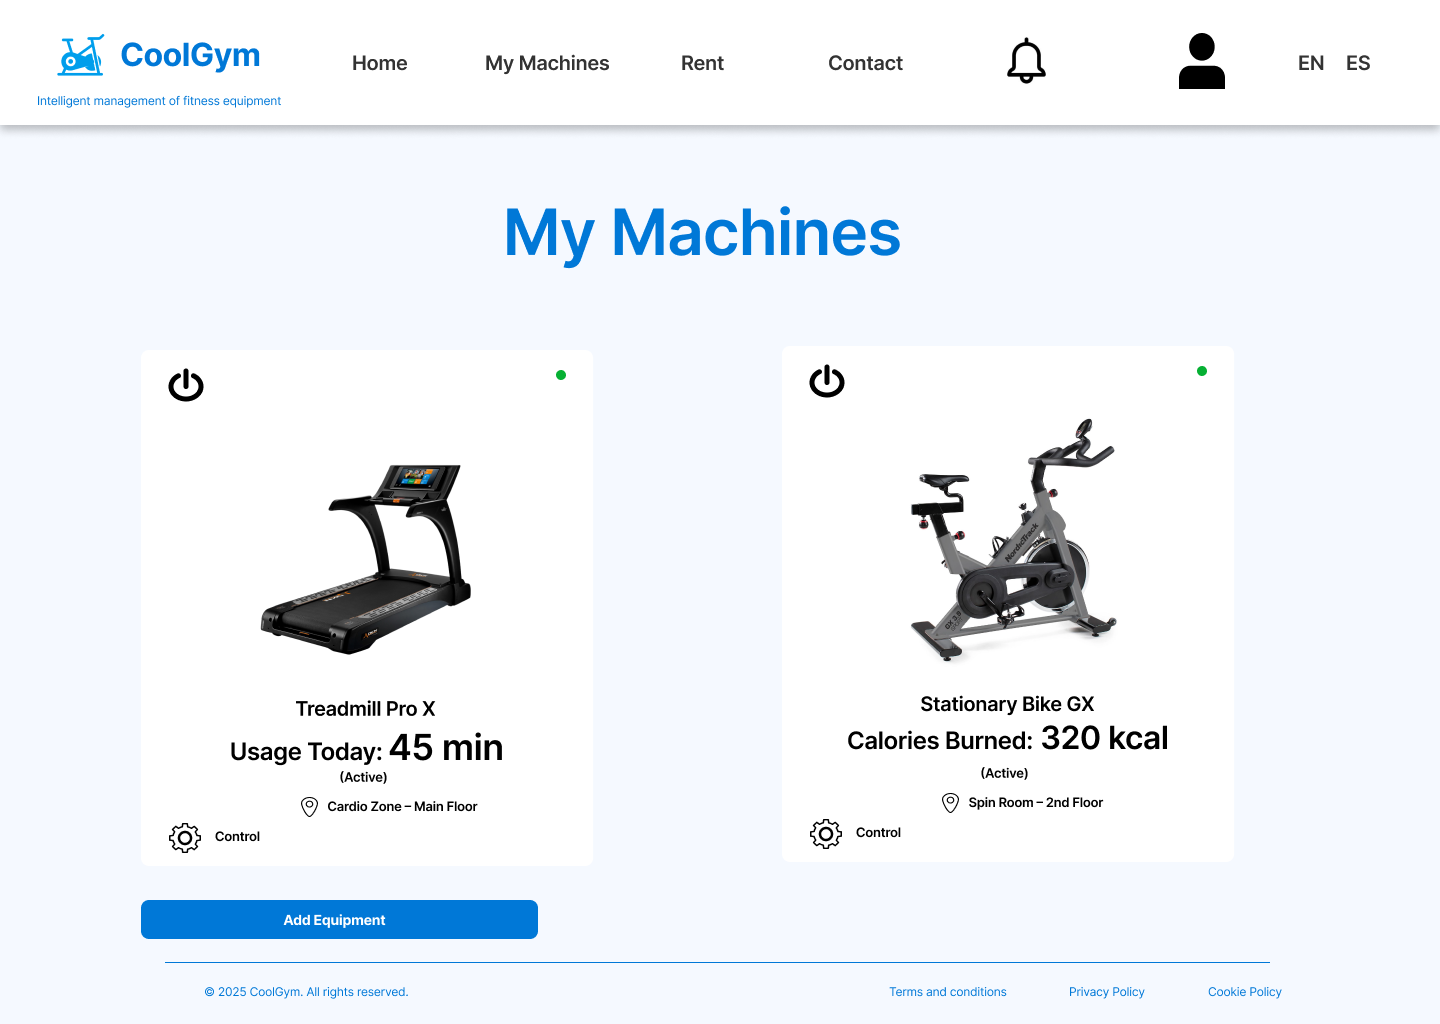 CoolGym
Intelligent management of fitness equipment
Home
My Machines
Rent
Contact
EN
ES
My Machines
Treadmill Pro X
Usage Today: 45 min
(Active)
Cardio Zone – Main Floor
Control
NordicTrack
Stationary Bike GX
Calories Burned: 320 kcal
(Active)
Spin Room – 2nd Floor
Control
Add Equipment
© 2025 CoolGym. All rights reserved.
Terms and conditions
Privacy Policy
Cookie Policy